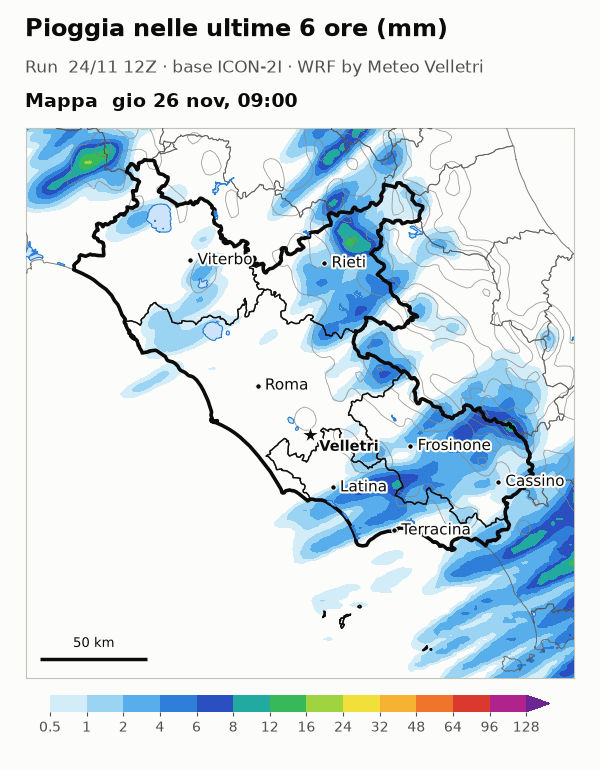 Pioggia nelle ultime 6 ore (mm)
Run  24/11 12Z · base ICON-2I · WRF by Meteo Velletri
Mappa  gio 26 nov, 09:00
Viterbo
Rieti
Roma
Velletri
Frosinone
Latina
Cassino
Terracina
50 km
0.5 1 2 4 6 8 12 16 24 32 48 64 96 128